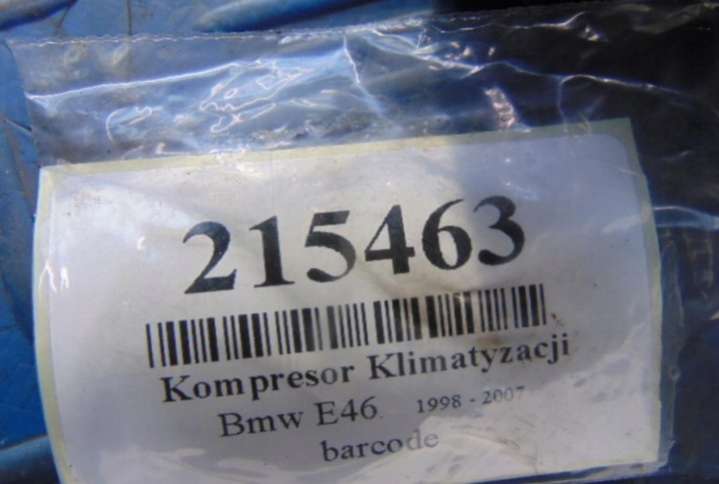 215463
Kompresor Klimatyzacji
Bmw E46 1998 - 2007
barcode